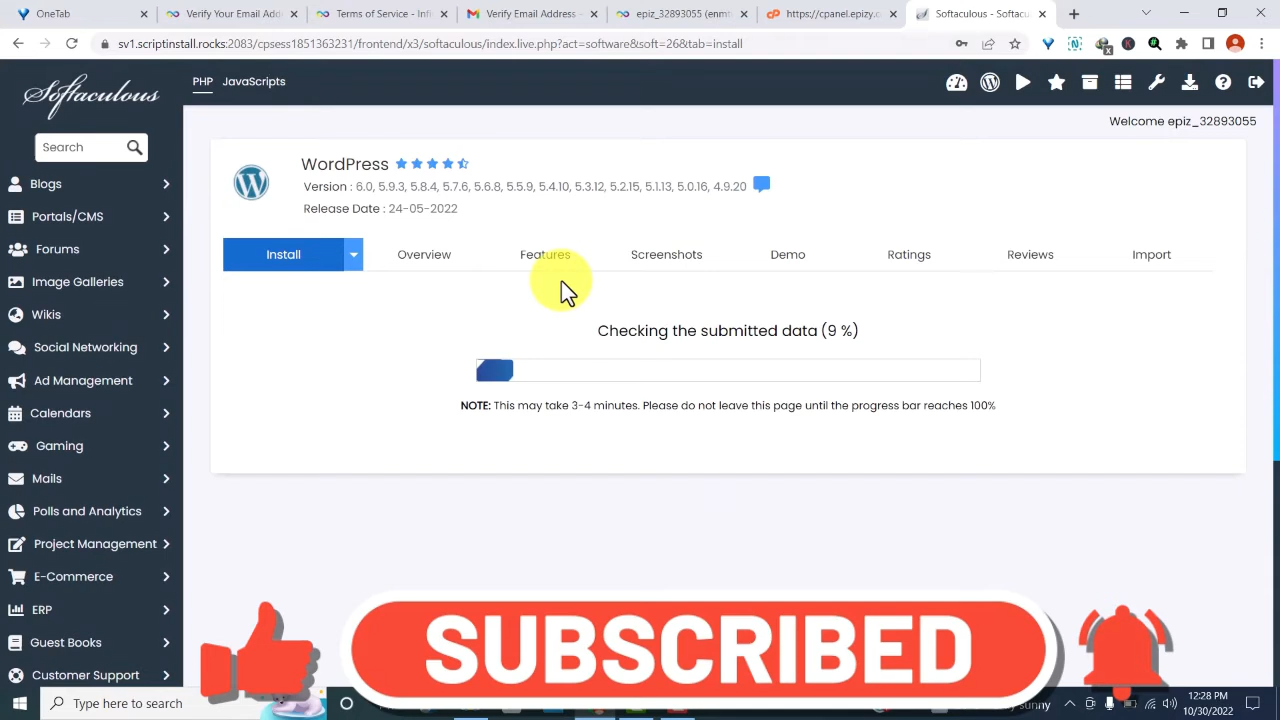 OneTab
Verify Your Email Add
Terms of Service - Infi
Verify Email Address -
epiz_32893055 (enmb
https://cpanel.epizy.c
Softaculous - Softacu
sv1.scriptinstall.rocks:2083/cpsess1851363231/frontend/x3/softaculous/index.live.php?act=software&soft=26&tab=install
Softaculous
PHP JavaScripts
Welcome epiz_32893055
Search
Blogs
Portals/CMS
Forums
Image Galleries
Wikis
Social Networking
Ad Management
Calendars
Gaming
Mails
Polls and Analytics
Project Management
E-Commerce
ERP
Guest Books
Customer Support
WordPress
Version : 6.0, 5.9.3, 5.8.4, 5.7.6, 5.6.8, 5.5.9, 5.4.10, 5.3.12, 5.2.15, 5.1.13, 5.0.16, 4.9.20
Release Date : 24-05-2022
Install Overview Features Screenshots Demo Ratings Reviews Import
Checking the submitted data (9 %)
NOTE: This may take 3-4 minutes. Please do not leave this page until the progress bar reaches 100%
SUBSCRIBED
Type here to search
sunny
12:28 PM
10/30/2022